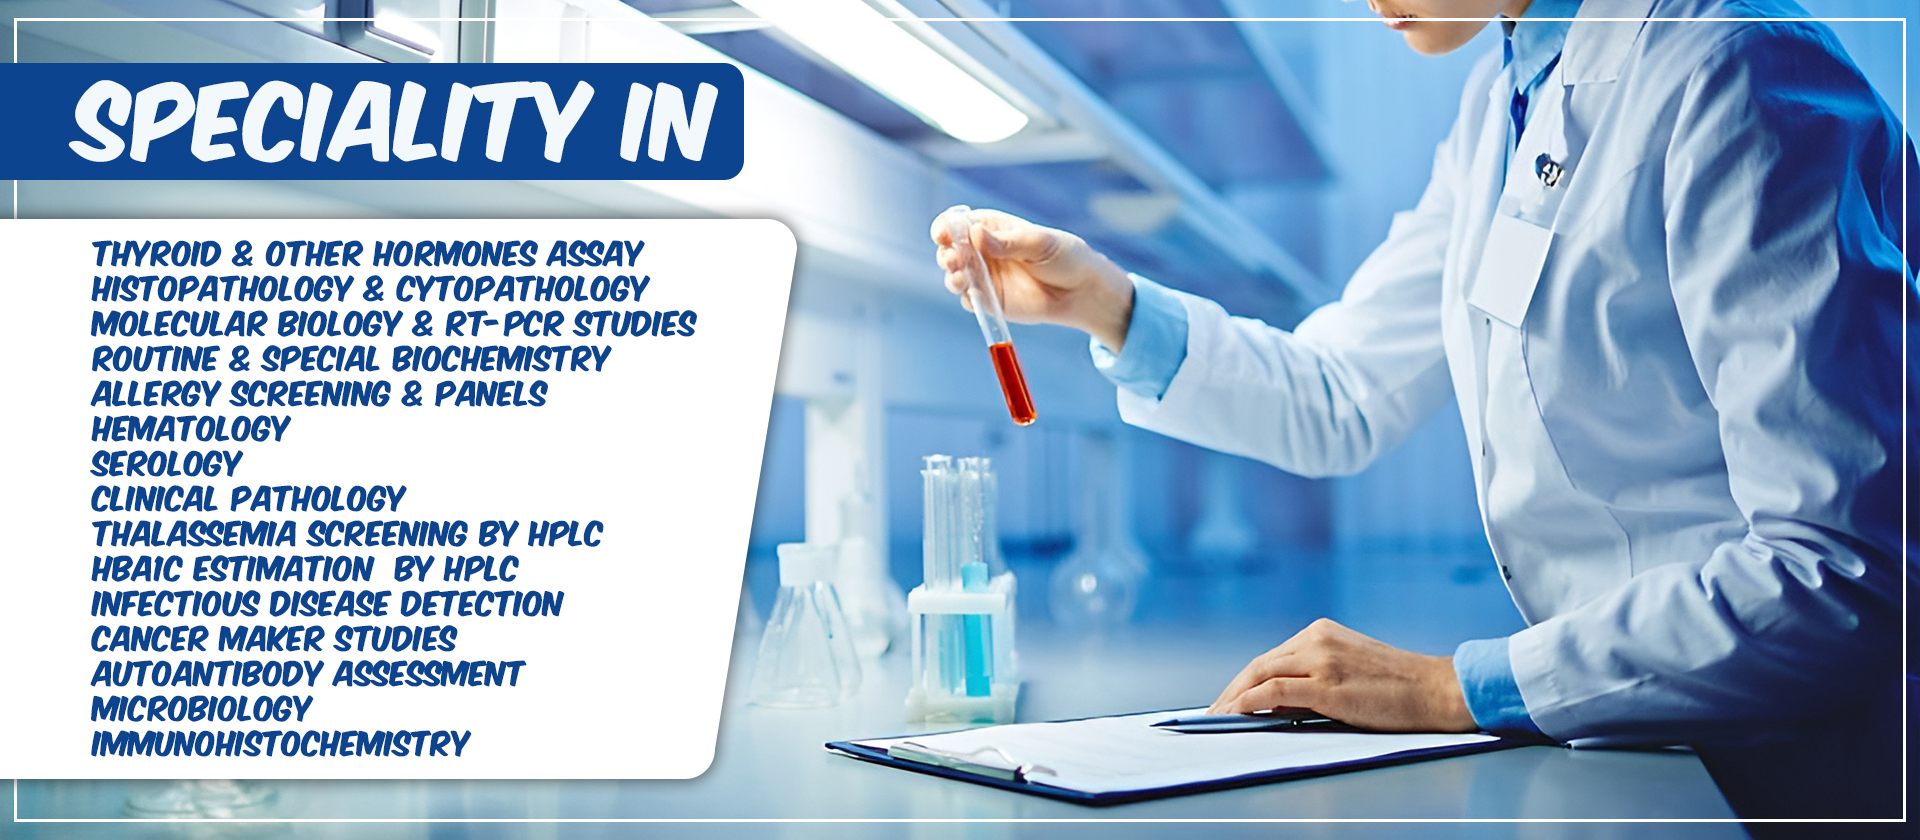 SPECIALITY IN
THYROID & OTHER HORMONES ASSAY
HISTOPATHOLOGY & CYTOPATHOLOGY
MOLECULAR BIOLOGY & RT-PCR STUDIES
ROUTINE & SPECIAL BIOCHEMISTRY
ALLERGY SCREENING & PANELS
HEMATOLOGY
SEROLOGY
CLINICAL PATHOLOGY
THALASSEMIA SCREENING BY HPLC
HBA1C ESTIMATION BY HPLC
INFECTIOUS DISEASE DETECTION
CANCER MAKER STUDIES
AUTOANTIBODY ASSESSMENT
MICROBIOLOGY
IMMUNOHISTOCHEMISTRY